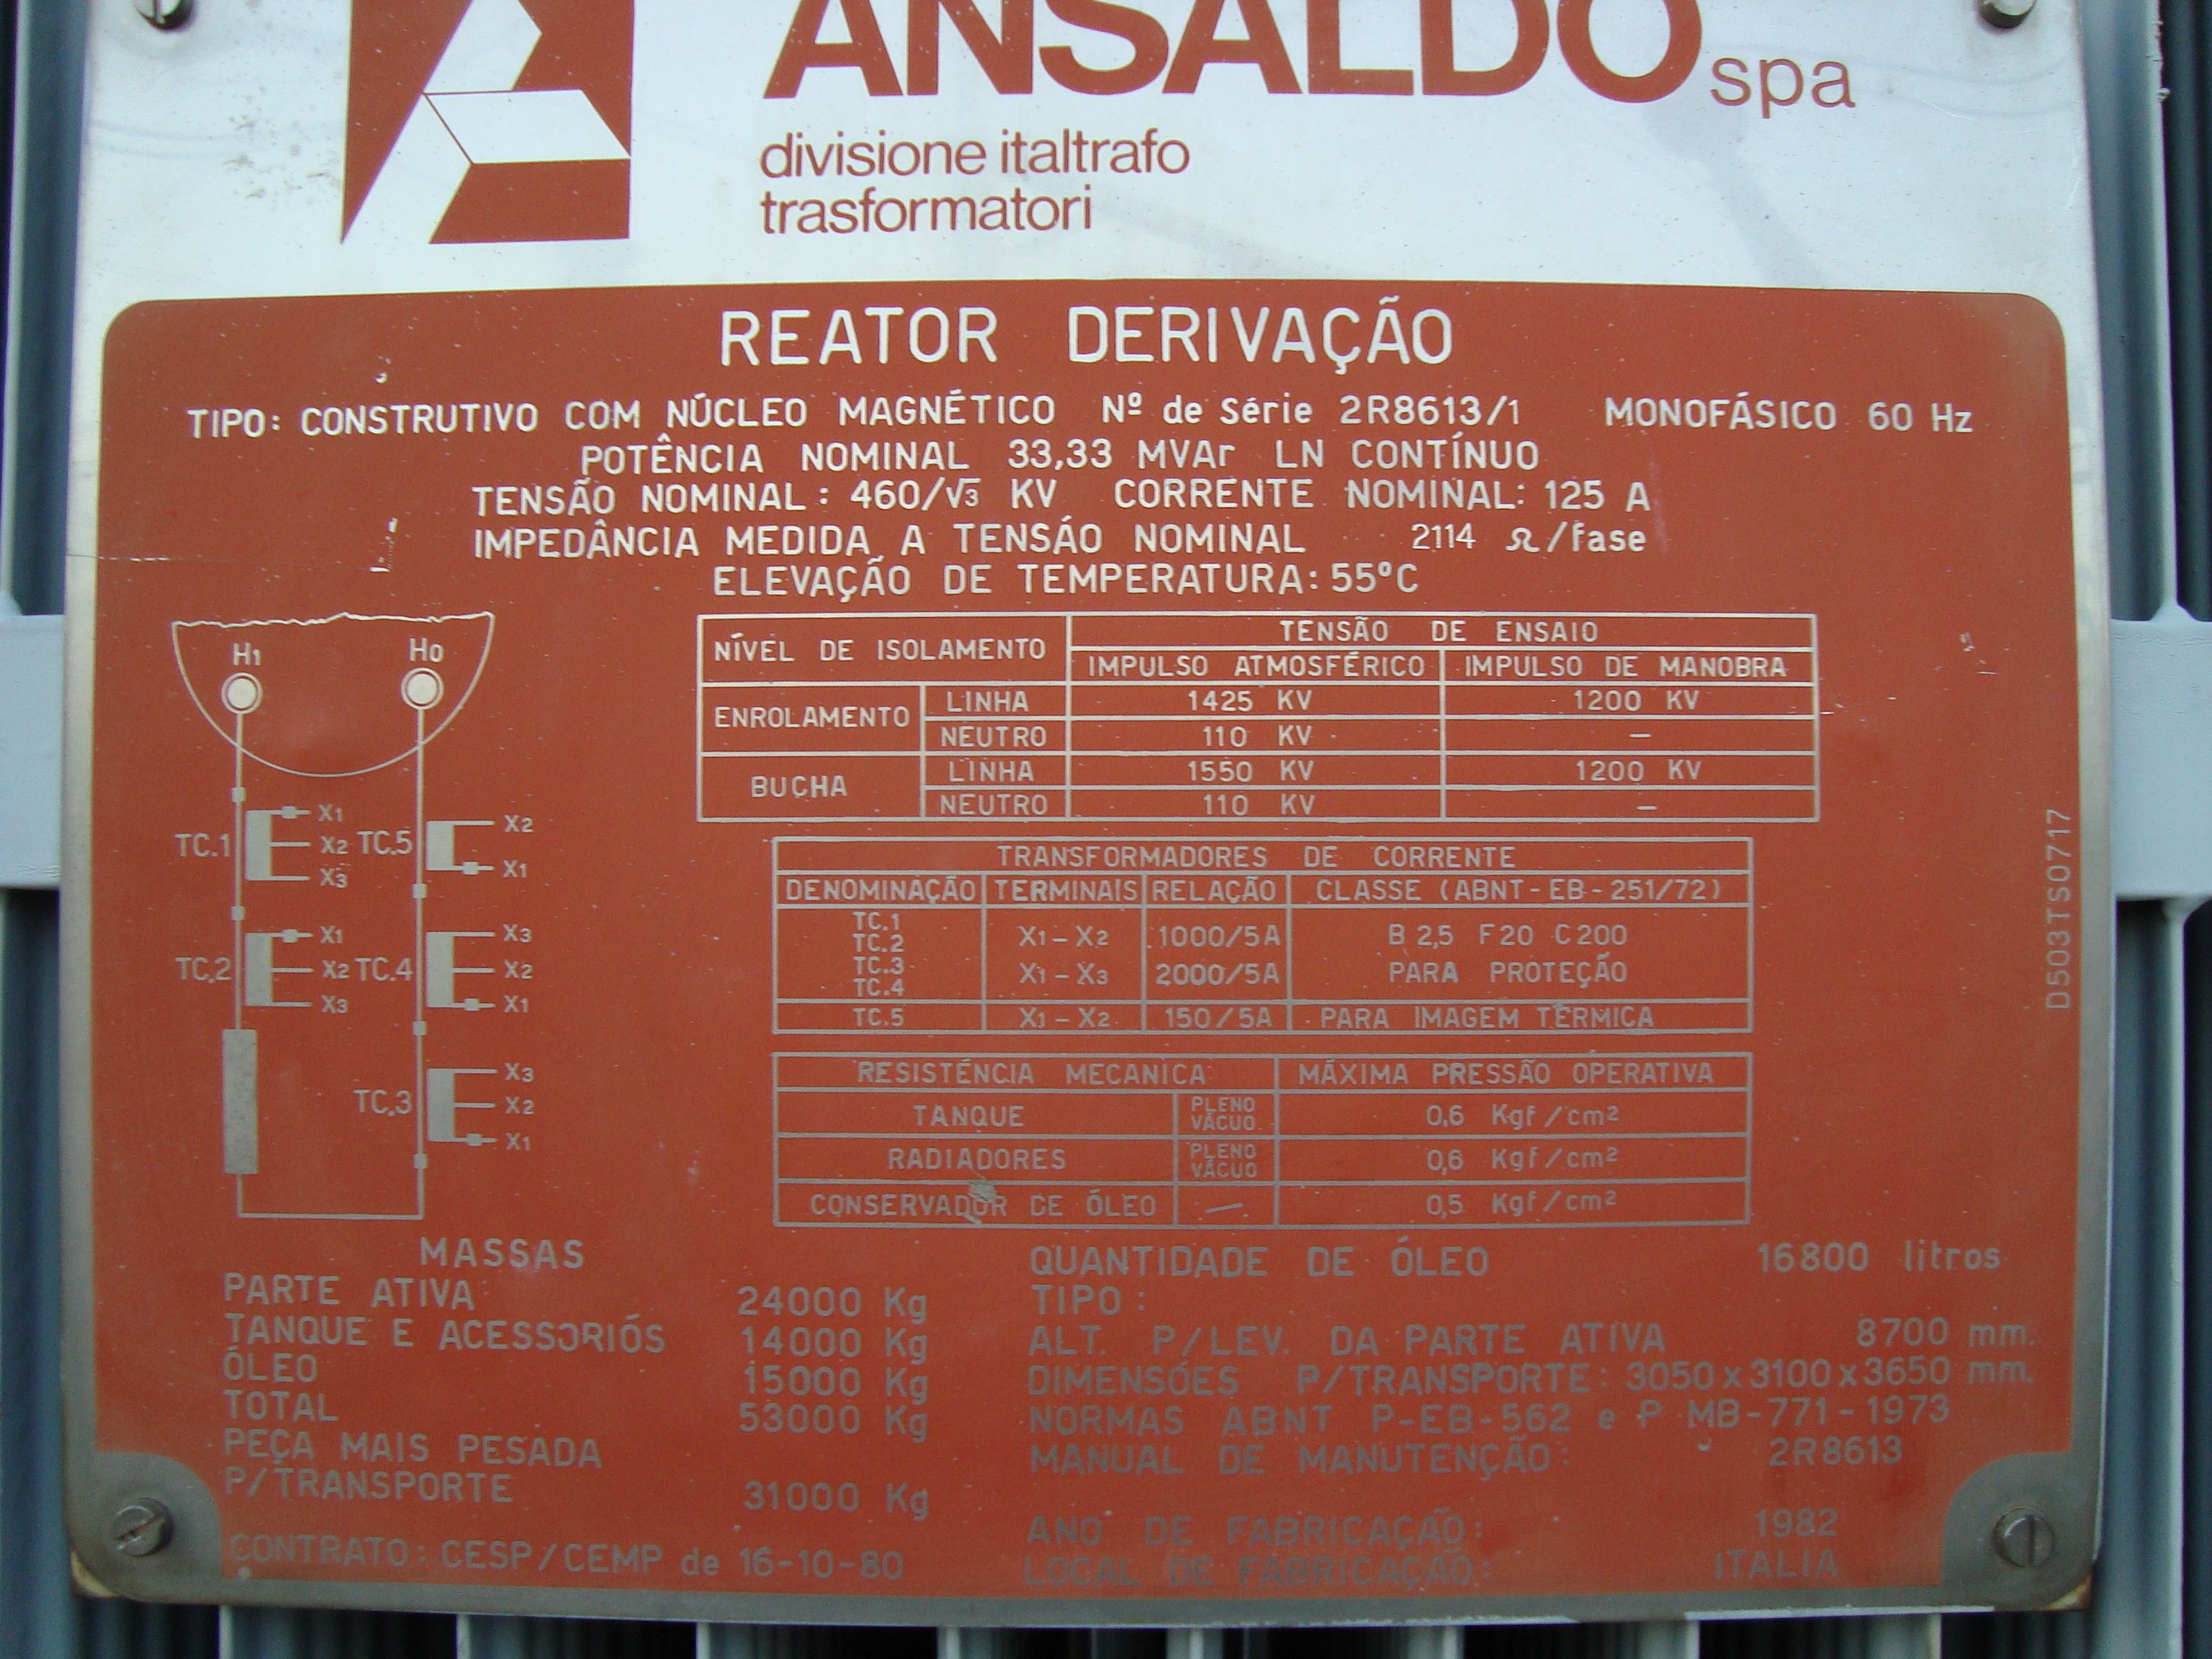 ANSALDO spa
divisione italtrafo
trasformatori
REATOR DERIVAÇÃO
TIPO: CONSTRUTIVO COM NÚCLEO MAGNÉTICO Nº de Série 2R8613/1 MONOFÁSICO 60 Hz
POTÊNCIA NOMINAL 33,33 MVAr LN CONTÍNUO
TENSÃO NOMINAL: 460/√3 KV CORRENTE NOMINAL: 125 A
IMPEDÂNCIA MEDIDA A TENSÁO NOMINAL 2114 Ω/fase
ELEVAÇÃO DE TEMPERATURA: 55ºC
H1 H0
NÍVEL DE ISOLAMENTO TENSÃO DE ENSAIO
IMPULSO ATMOSFÉRICO IMPULSO DE MANOBRA
ENROLAMENTO LINHA 1425 KV 1200 KV
NEUTRO 110 KV –
BUCHA LINHA 1550 KV 1200 KV
NEUTRO 110 KV –
TC.1 X1 X2 X3
TC.5 X2 X1
TC.2 X1 X2 X3
TC.4 X3 X2 X1
TC.3 X3 X2 X1
TRANSFORMADORES DE CORRENTE
DENOMINAÇÃO TERMINAIS RELAÇÃO CLASSE (ABNT-EB-251/72)
TC.1
TC.2 X1-X2 1000/5A B 2,5 F20 C200
TC.3 X1-X3 2000/5A PARA PROTEÇÃO
TC.4
TC.5 X1-X2 150/5A PARA IMAGEM TÊRMICA
RESISTÉNCIA MECANICA MÁXIMA PRESSÃO OPERATIVA
TANQUE PLENO VÁCUO 0,6 Kgf/cm²
RADIADORES PLENO VÁCUO 0,6 Kgf/cm²
CONSERVADOR DE ÓLEO – 0,5 Kgf/cm²
D503TS0717
MASSAS
PARTE ATIVA 24000 Kg
TANQUE E ACESSORIÓS 14000 Kg
ÓLEO 15000 Kg
TOTAL 53000 Kg
PEÇA MAIS PESADA
P/TRANSPORTE 31000 Kg
CONTRATO: CESP/CEMP de 16-10-80
QUANTIDADE DE ÓLEO 16800 litros
TIPO:
ALT. P/LEV. DA PARTE ATIVA 8700 mm.
DIMENSÓES P/TRANSPORTE: 3050x3100x3650 mm.
NORMAS ABNT P-EB-562 e P MB-771-1973
MANUAL DE MANUTENÇÃO: 2R8613
ANO DE FABRICAÇÃO: 1982
LOCAL DE FABRICAÇÃO: ITALIA